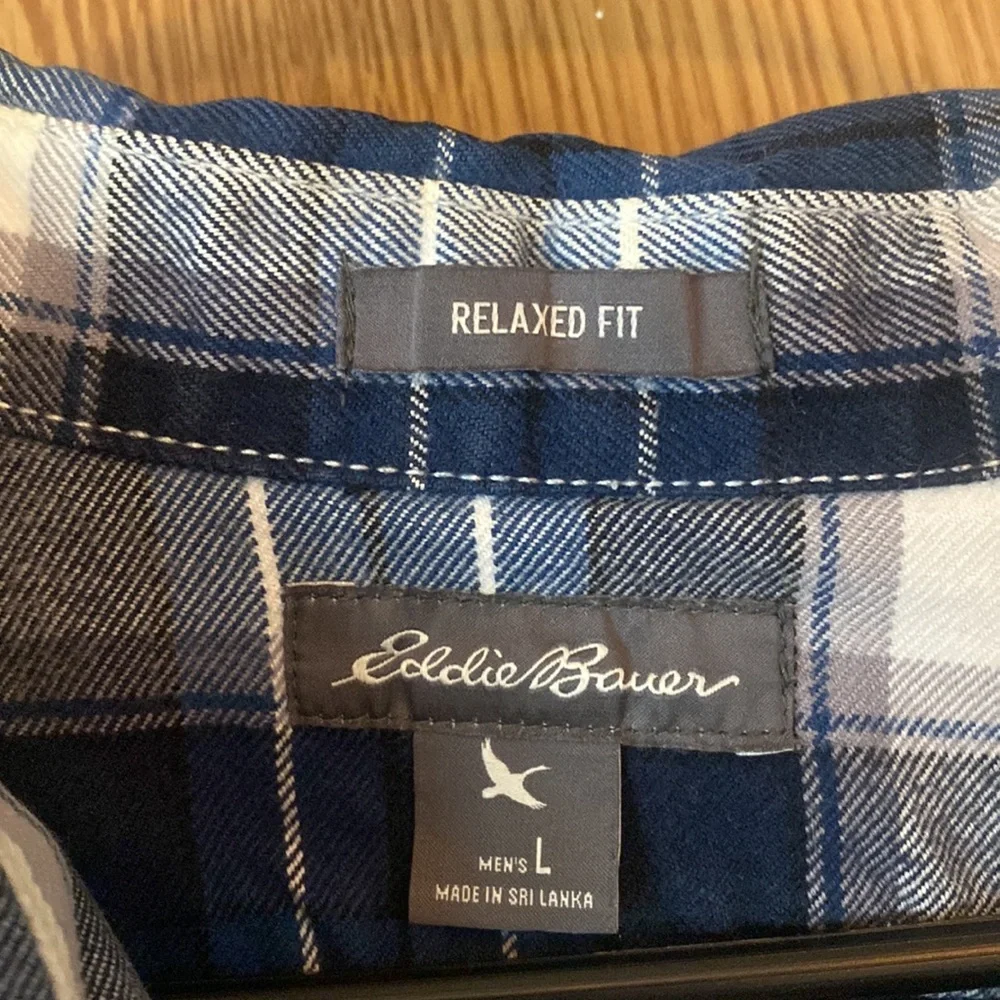 RELAXED FIT
Eddie Bauer
MEN'S L
MADE IN SRI LANKA